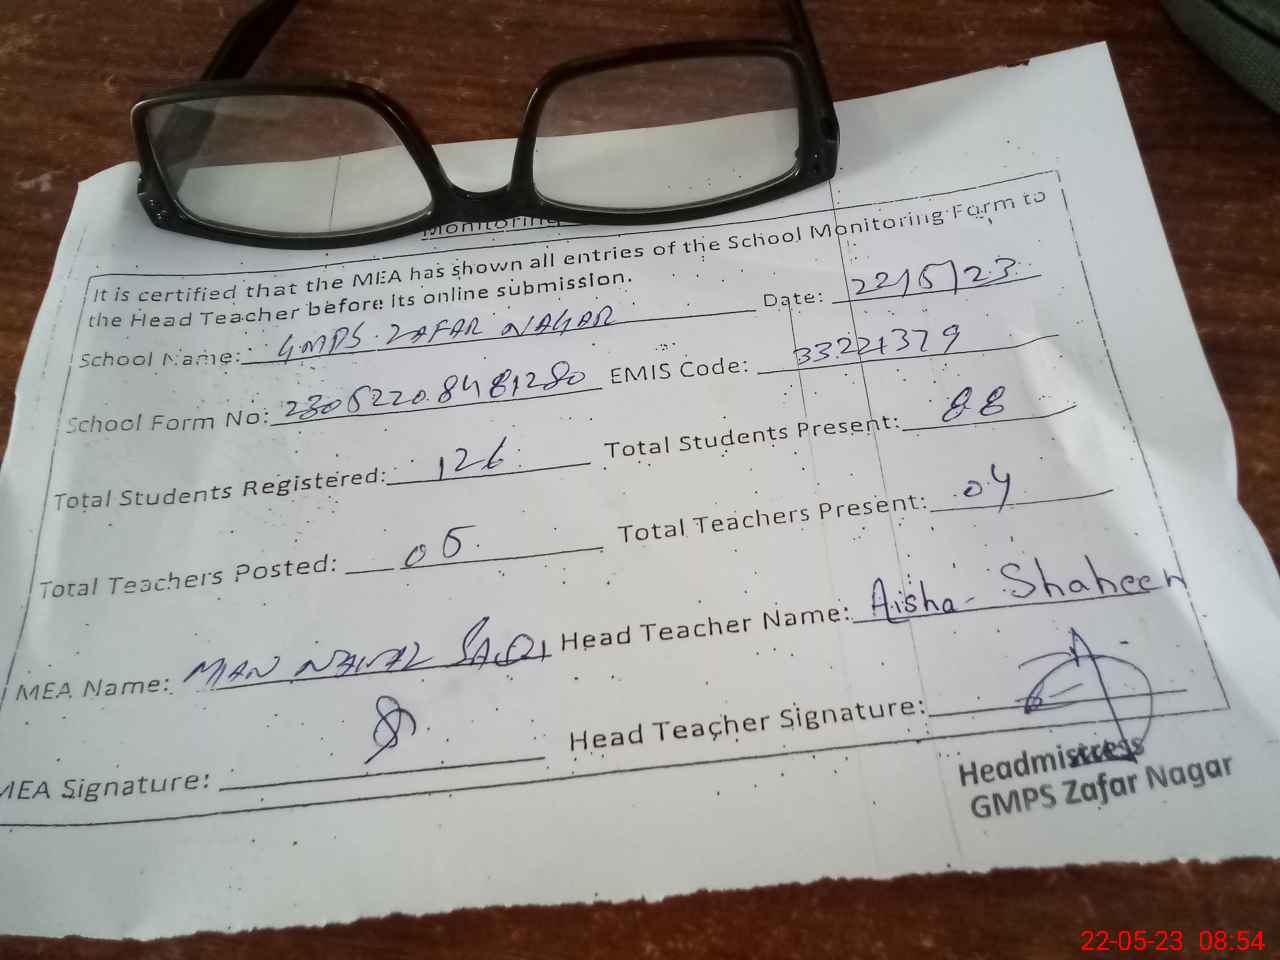 Monitoring
It is certified that the MEA has shown all entries of the School Monitoring Form to
the Head Teacher before its online submission.
School Name: GMPS. ZAFAR NAGAR Date: 22/5/23
School Form No: 23052208481280 EMIS Code: 33221379
Total Students Registered: 126 Total Students Present: 88
Total Teachers Posted: 05 Total Teachers Present: 04
MEA Name: MIAN NAWAZ Head Teacher Name: Aisha Shaheen
MEA Signature: Head Teacher Signature:
Headmistress
GMPS Zafar Nagar
22-05-23 08:54